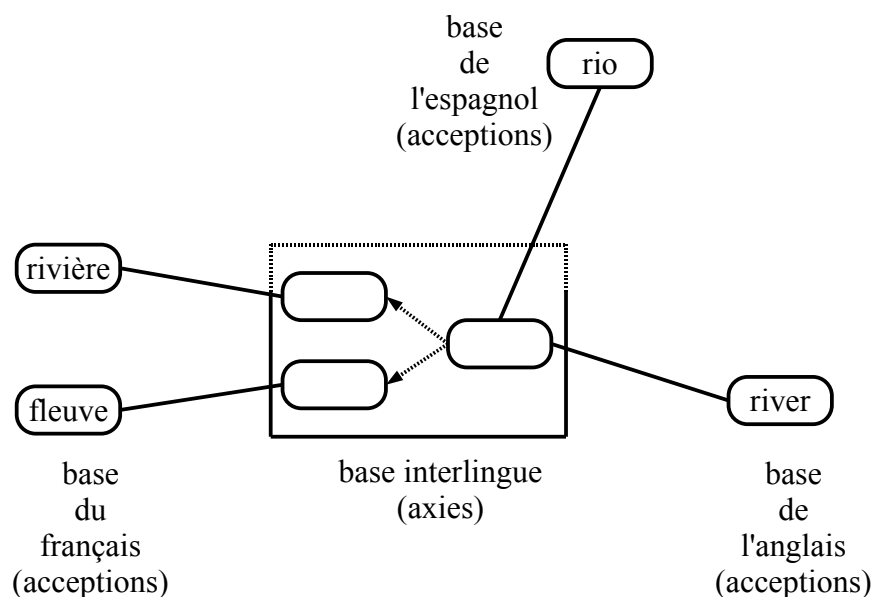 base
de
l'espagnol
(acceptions)
rio
rivière
fleuve
river
base
du
français
(acceptions)
base interlingue
(axies)
base
de
l'anglais
(acceptions)